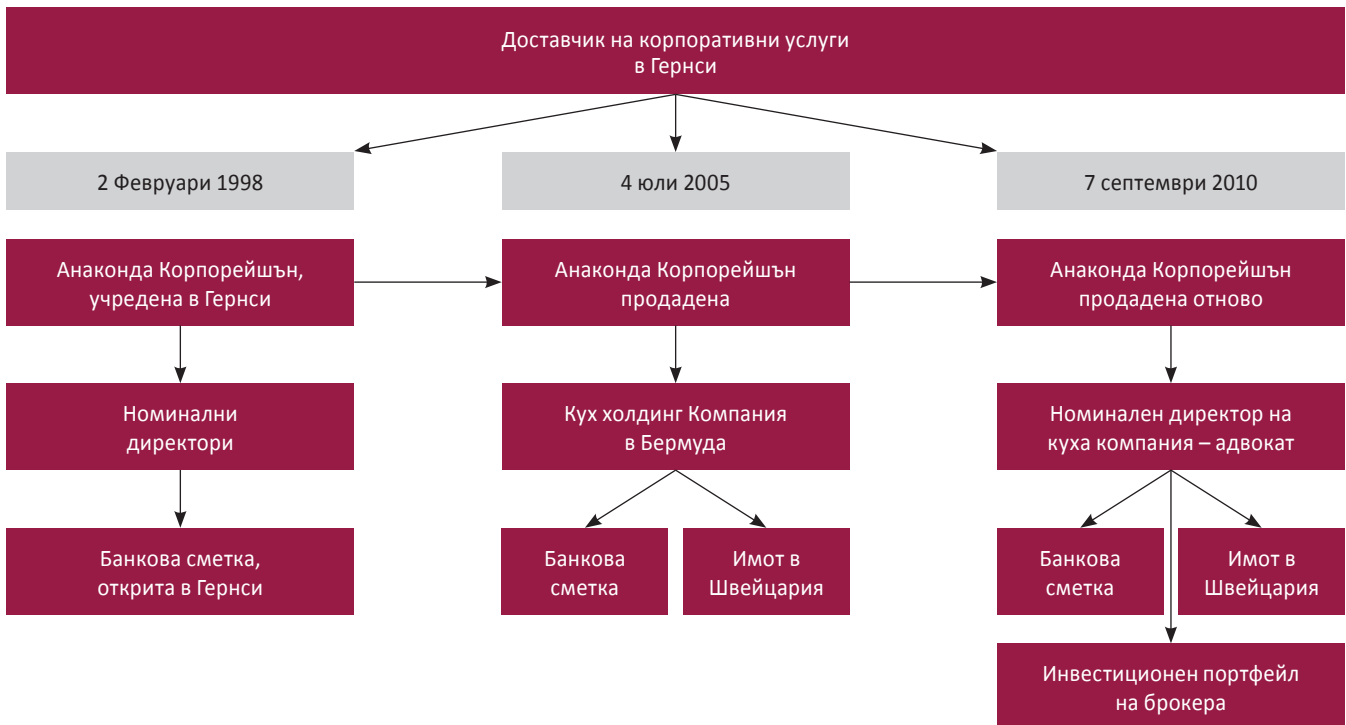 Доставчик на корпоративни услуги
в Гернси
2 Февруари 1998
4 юли 2005
7 септември 2010
Анаконда Корпорейшън,
учредена в Гернси
Анаконда Корпорейшън
продадена
Анаконда Корпорейшън
продадена отново
Номинални
директори
Кух холдинг Компания
в Бермуда
Номинален директор на
куха компания – адвокат
Банкова сметка,
открита в Гернси
Банкова
сметка
Имот в
Швейцария
Банкова
сметка
Имот в
Швейцария
Инвестиционен портфейл
на брокера